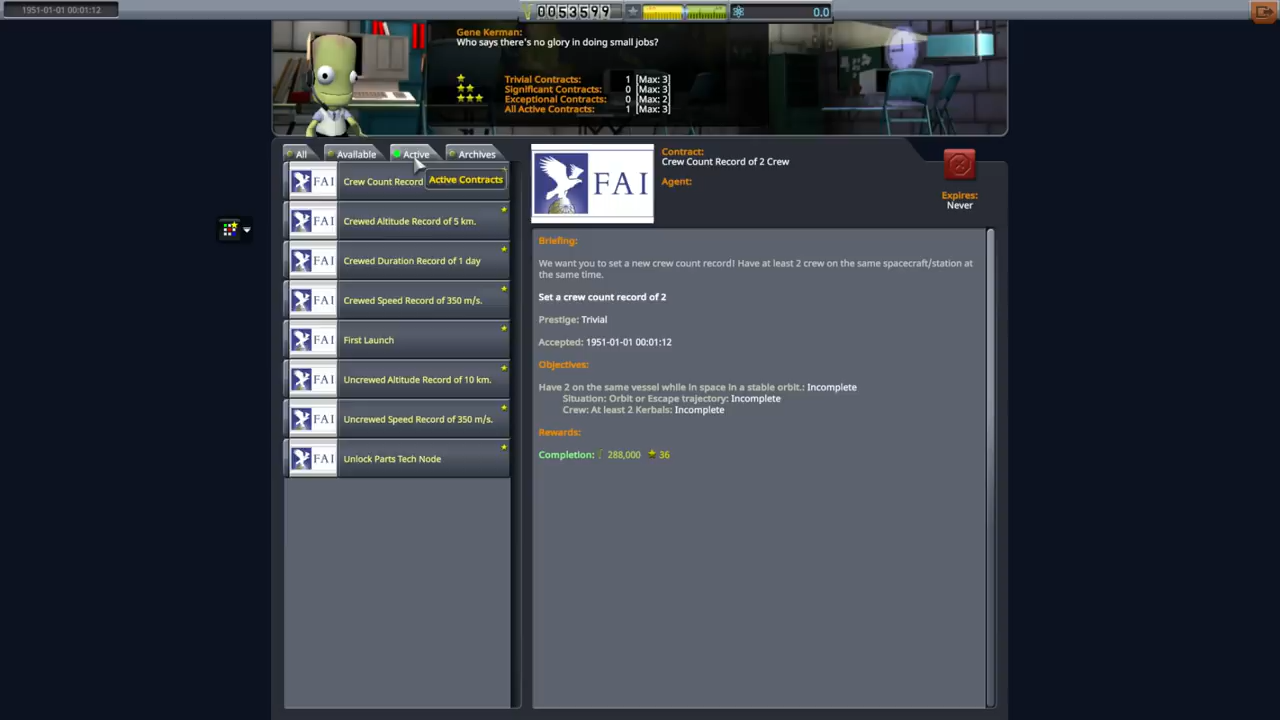 1951-01-01 00:01:12
0053599
0.0
Gene Kerman:
Who says there's no glory in doing small jobs?
Trivial Contracts: 1 [Max: 3]
Significant Contracts: 0 [Max: 3]
Exceptional Contracts: 0 [Max: 2]
All Active Contracts: 1 [Max: 3]
All Available Active Archives
Active Contracts
FAI Crew Count Record
FAI Crewed Altitude Record of 5 km.
FAI Crewed Duration Record of 1 day
FAI Crewed Speed Record of 350 m/s.
FAI First Launch
FAI Uncrewed Altitude Record of 10 km.
FAI Uncrewed Speed Record of 350 m/s.
FAI Unlock Parts Tech Node
FAI
Contract:
Crew Count Record of 2 Crew
Agent:
Expires:
Never
Briefing:
We want you to set a new crew count record! Have at least 2 crew on the same spacecraft/station at
the same time.
Set a crew count record of 2
Prestige: Trivial
Accepted: 1951-01-01 00:01:12
Objectives:
Have 2 on the same vessel while in space in a stable orbit.: Incomplete
Situation: Orbit or Escape trajectory: Incomplete
Crew: At least 2 Kerbals: Incomplete
Rewards:
Completion: 288,000 36